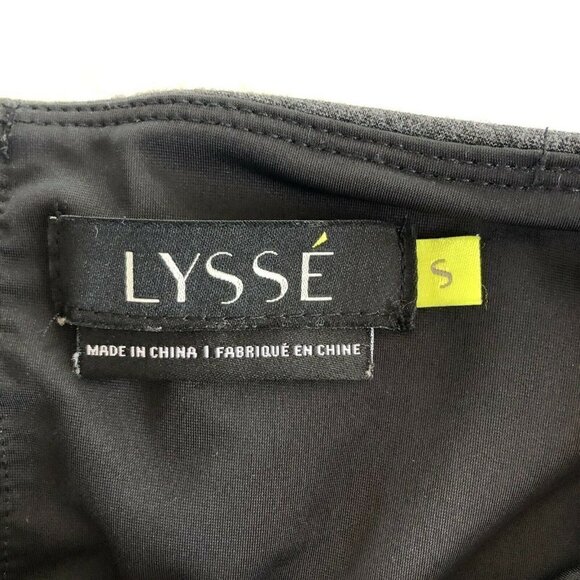 LYSSÉ
S
MADE IN CHINA | FABRIQUÉ EN CHINE